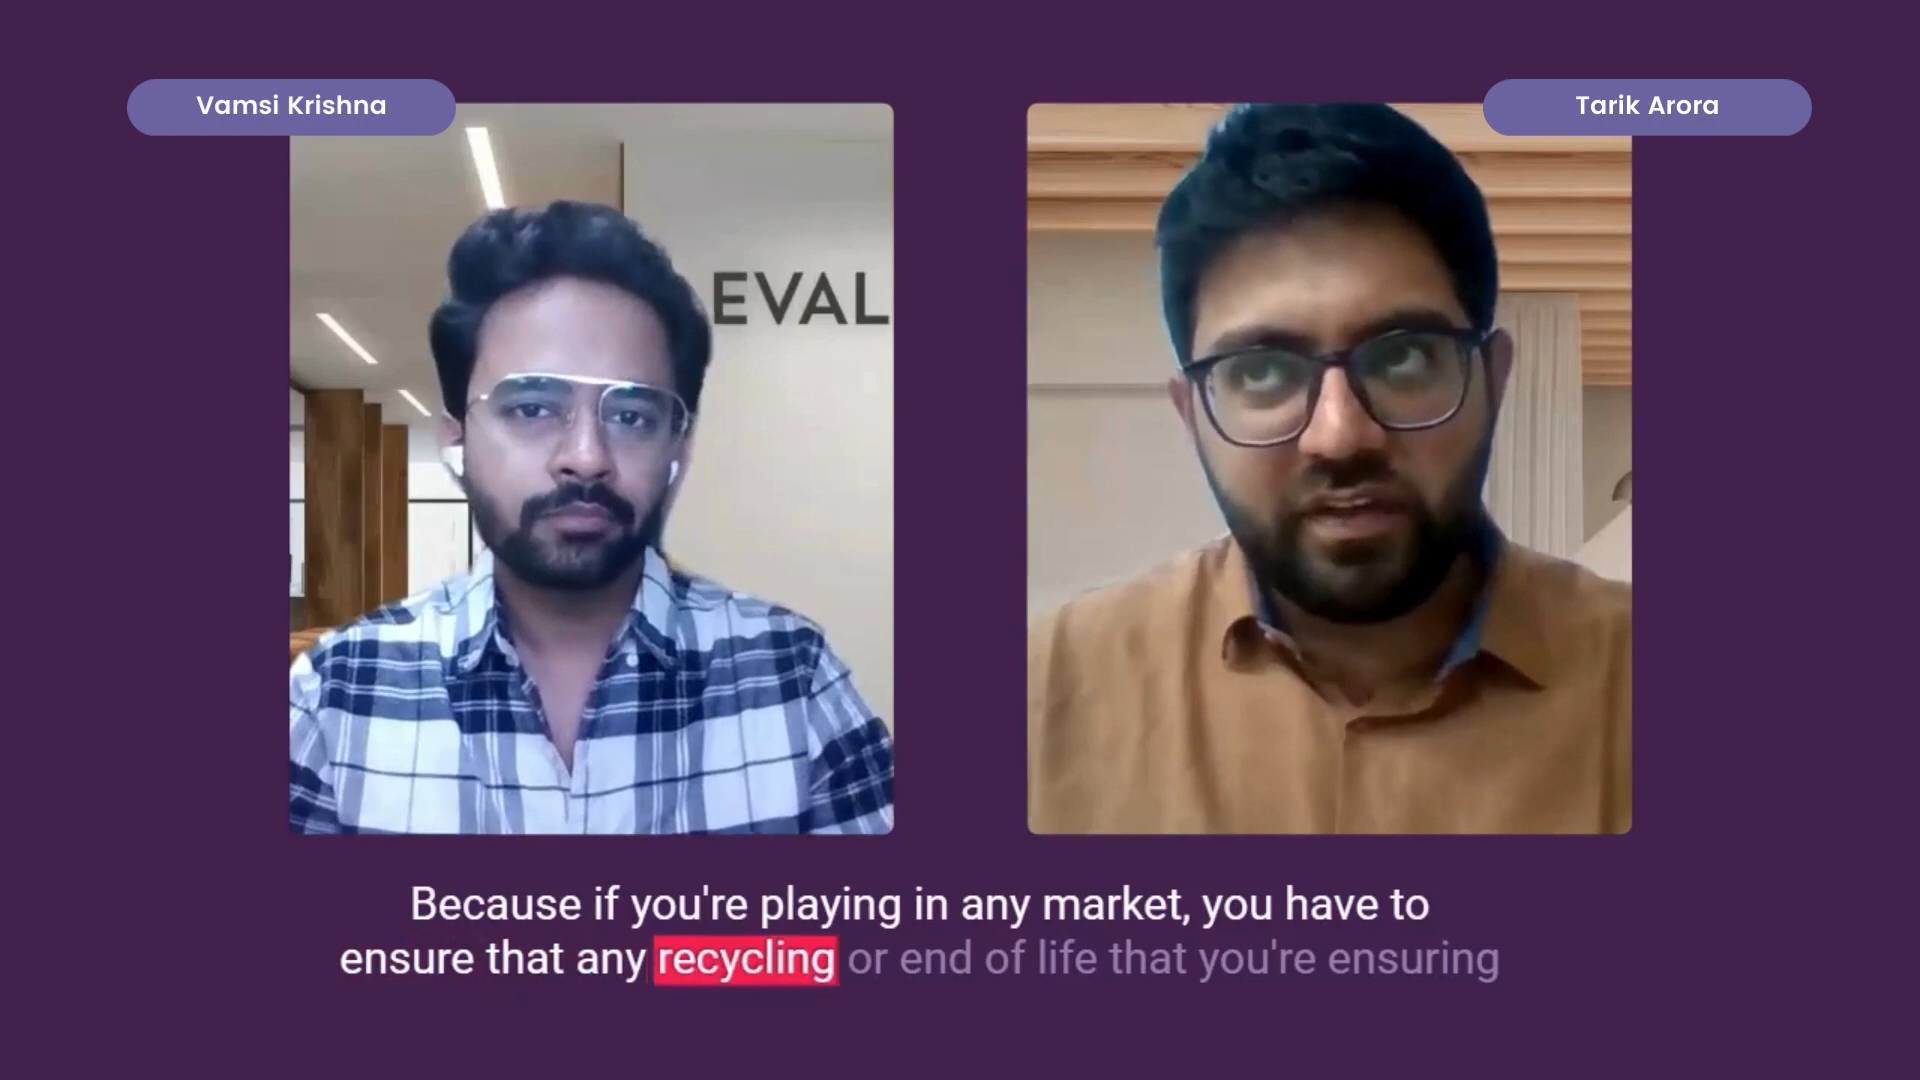 Vamsi Krishna
Tarik Arora
EVAL
Because if you're playing in any market, you have to
ensure that any recycling or end of life that you're ensuring